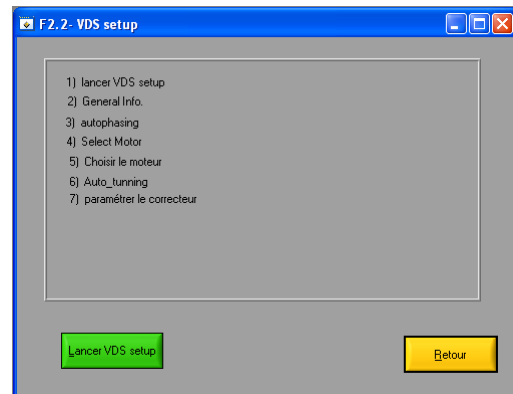 F2.2- VDS setup
1) lancer VDS setup
2) General Info.
3) autophasing
4) Select Motor
5) Choisir le moteur
6) Auto_tunning
7) paramétrer le correcteur
Lancer VDS setup
Retour